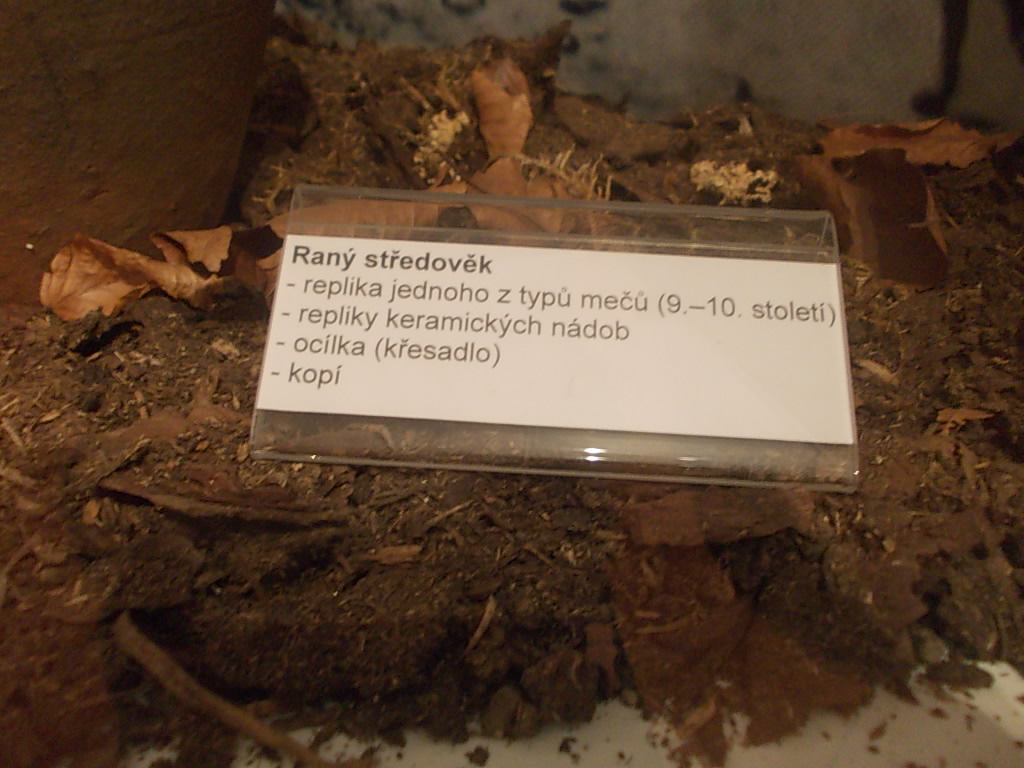 Raný středověk
- replika jednoho z typů mečů (9.–10. století)
- repliky keramických nádob
- ocílka (křesadlo)
- kopí